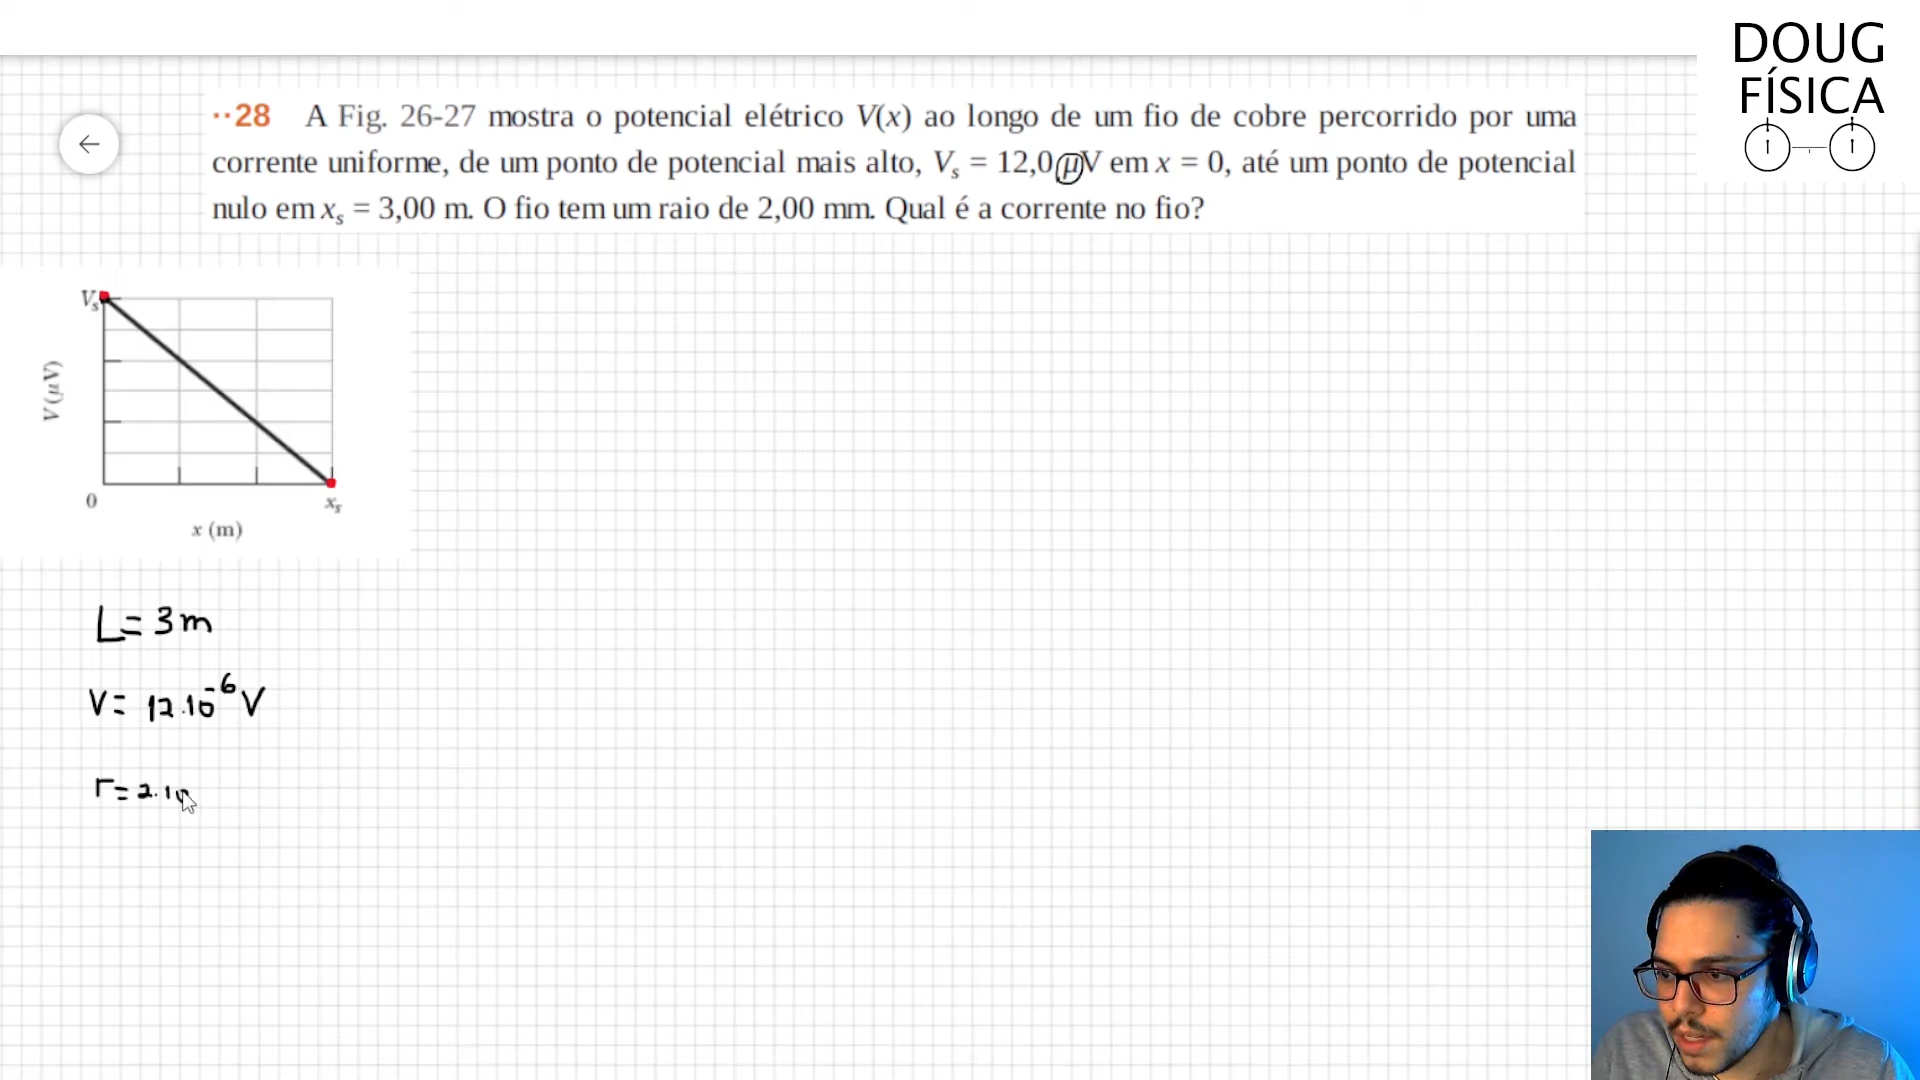 DOUG
FÍSICA
··28 A Fig. 26-27 mostra o potencial elétrico V(x) ao longo de um fio de cobre percorrido por uma
corrente uniforme, de um ponto de potencial mais alto, Vs = 12,0 μV em x = 0, até um ponto de potencial
nulo em xs = 3,00 m. O fio tem um raio de 2,00 mm. Qual é a corrente no fio?
Vs
V (μV)
0
xs
x (m)
L = 3 m
V = 12.10^-6 V
r = 2.10